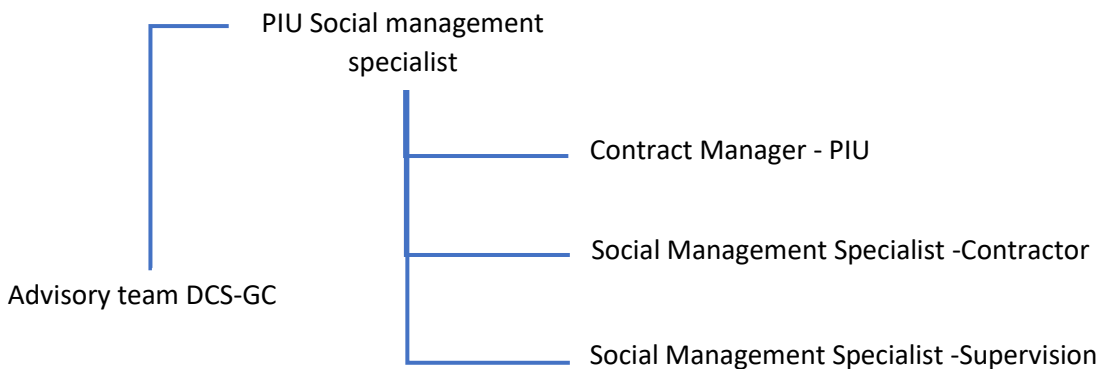 PIU Social management
specialist
Contract Manager - PIU
Social Management Specialist -Contractor
Advisory team DCS-GC
Social Management Specialist -Supervision